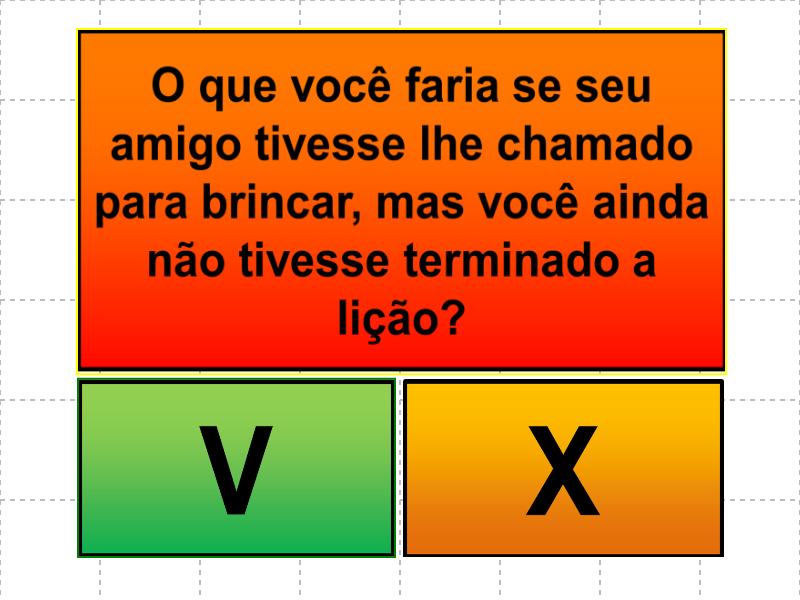 O que você faria se seu
amigo tivesse lhe chamado
para brincar, mas você ainda
não tivesse terminado a
lição?
V X